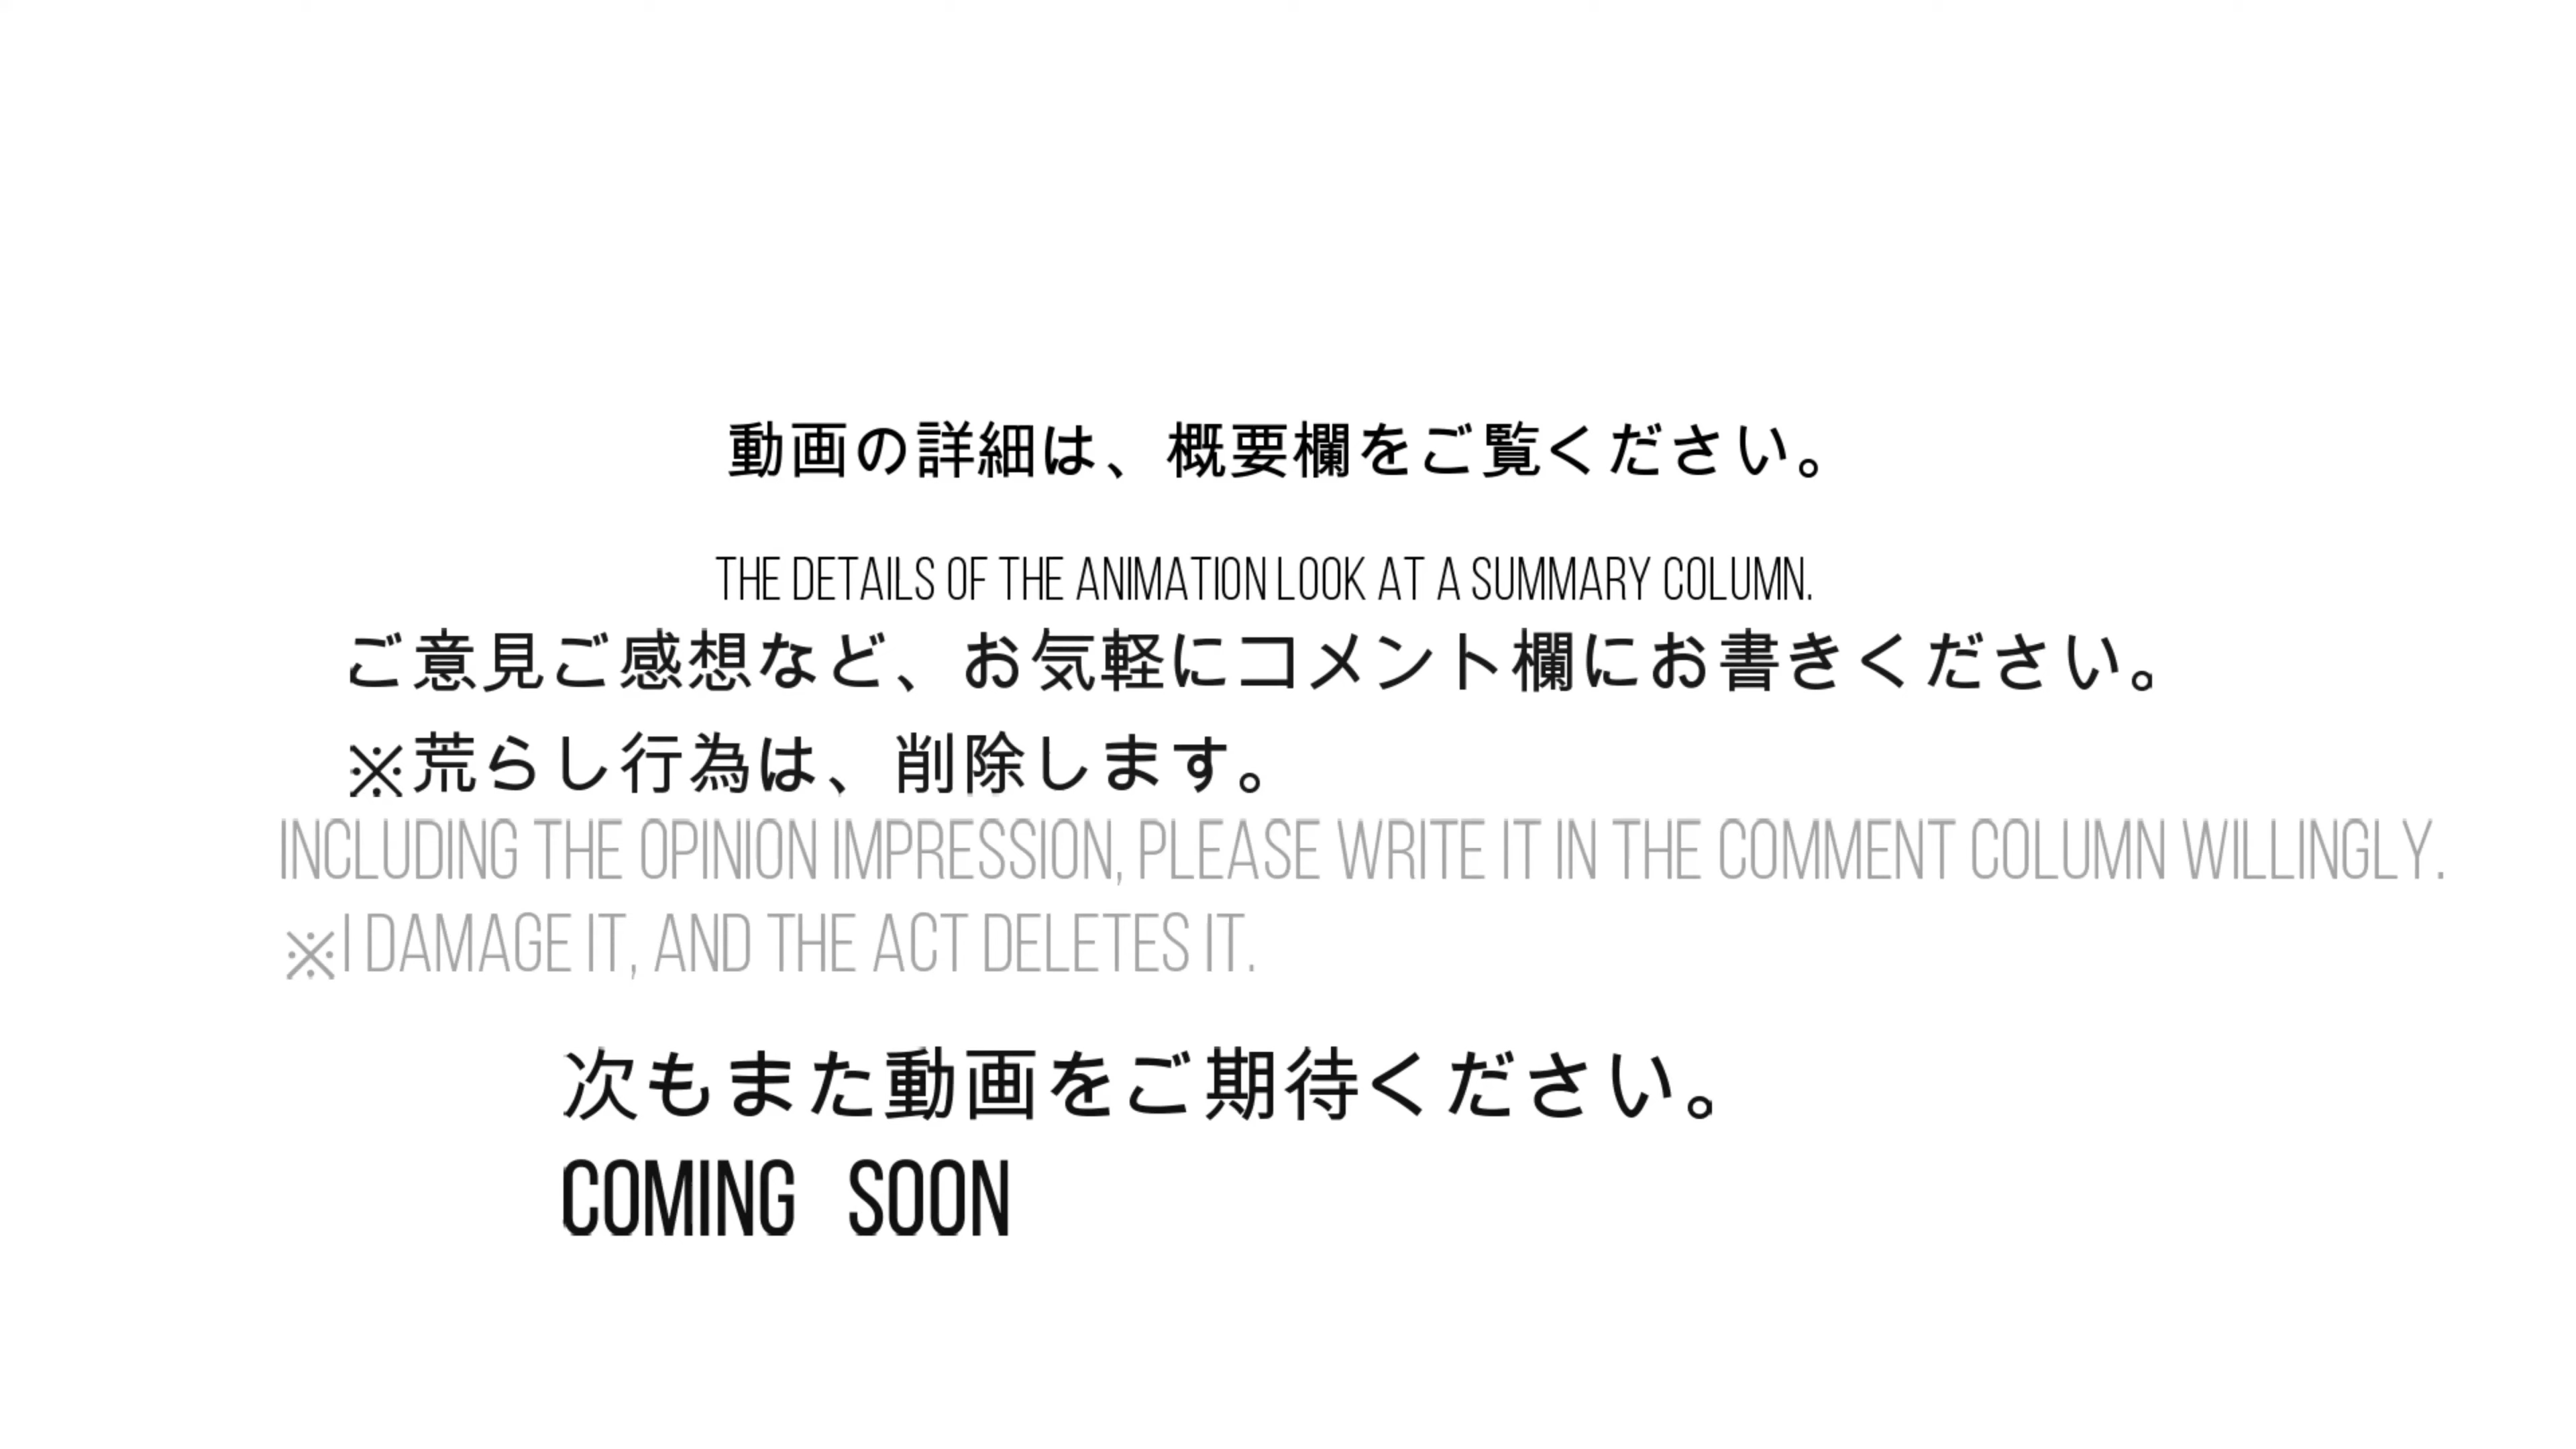 動画の詳細は、概要欄をご覧ください。
THE DETAILS OF THE ANIMATION LOOK AT A SUMMARY COLUMN.
ご意見ご感想など、お気軽にコメント欄にお書きください。
※荒らし行為は、削除します。
INCLUDING THE OPINION IMPRESSION, PLEASE WRITE IT IN THE COMMENT COLUMN WILLINGLY.
※I DAMAGE IT, AND THE ACT DELETES IT.
次もまた動画をご期待ください。
COMING SOON